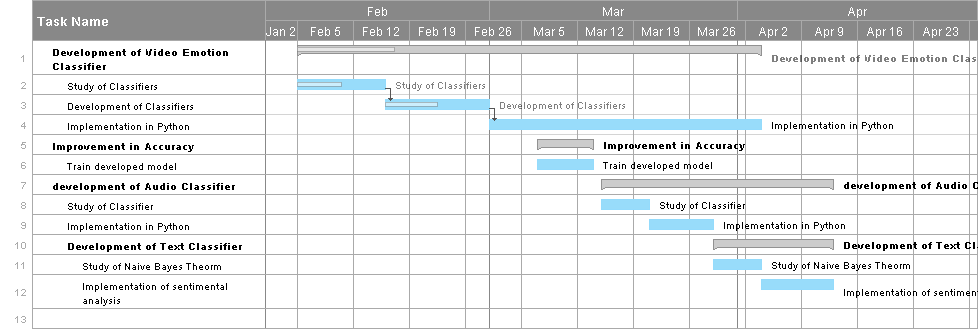 Task Name
Feb
Mar
Apr
Jan 2
Feb 5
Feb 12
Feb 19
Feb 26
Mar 5
Mar 12
Mar 19
Mar 26
Apr 2
Apr 9
Apr 16
Apr 23
1
Development of Video Emotion
Classifier
Development of Video Emotion Clas
2
Study of Classifiers
Study of Classifiers
3
Development of Classifiers
Development of Classifiers
4
Implementation in Python
Implementation in Python
5
Improvement in Accuracy
Improvement in Accuracy
6
Train developed model
Train developed model
7
development of Audio Classifier
development of Audio C
8
Study of Classifier
Study of Classifier
9
Implementation in Python
Implementation in Python
10
Development of Text Classifier
Development of Text Cl
11
Study of Naive Bayes Theorm
Study of Naive Bayes Theorm
12
Implementation of sentimental
analysis
Implementation of sentimen
13